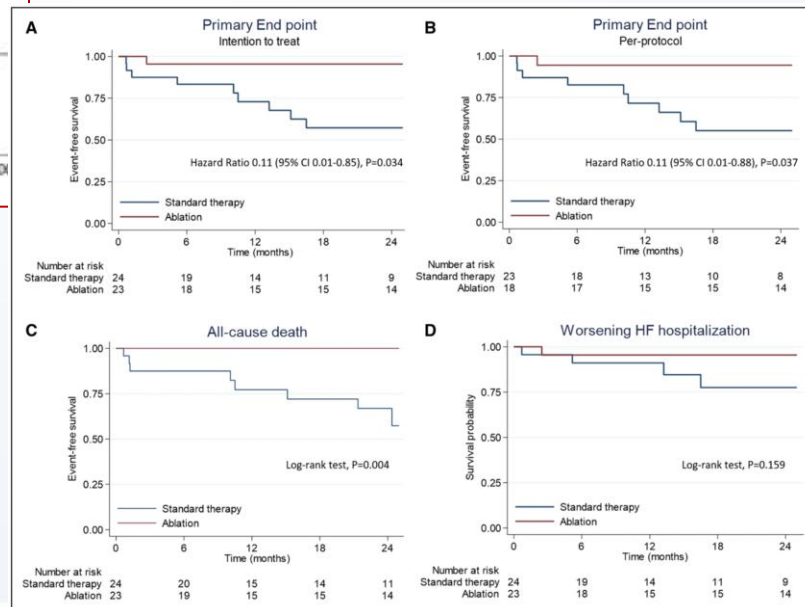 A
Primary End point
Intention to treat
1.00
0.75
0.50
0.25
0.00
Event-free survival
Hazard Ratio 0.11 (95% CI 0.01-0.85), P=0.034
Standard therapy
Ablation
0 6 12 18 24
Time (months)
Number at risk
Standard therapy 24 19 14 11 9
Ablation 23 18 15 15 14
B
Primary End point
Per-protocol
1.00
0.75
0.50
0.25
0.00
Event-free survival
Hazard Ratio 0.11 (95% CI 0.01-0.88), P=0.037
Standard therapy
Ablation
0 6 12 18 24
Time (months)
Number at risk
Standard therapy 23 18 13 10 8
Ablation 18 17 15 15 14
C
All-cause death
1.00
0.75
0.50
0.25
0.00
Event-free survival
Log-rank test, P=0.004
Standard therapy
Ablation
0 6 12 18 24
Time (months)
Number at risk
Standard therapy 24 20 15 14 11
Ablation 23 19 15 15 14
D
Worsening HF hospitalization
1.00
0.75
0.50
0.25
0.00
Survival probability
Log-rank test, P=0.159
Standard therapy
Ablation
0 6 12 18 24
Time (months)
Number at risk
Standard therapy 24 19 14 11 9
Ablation 23 18 15 15 14